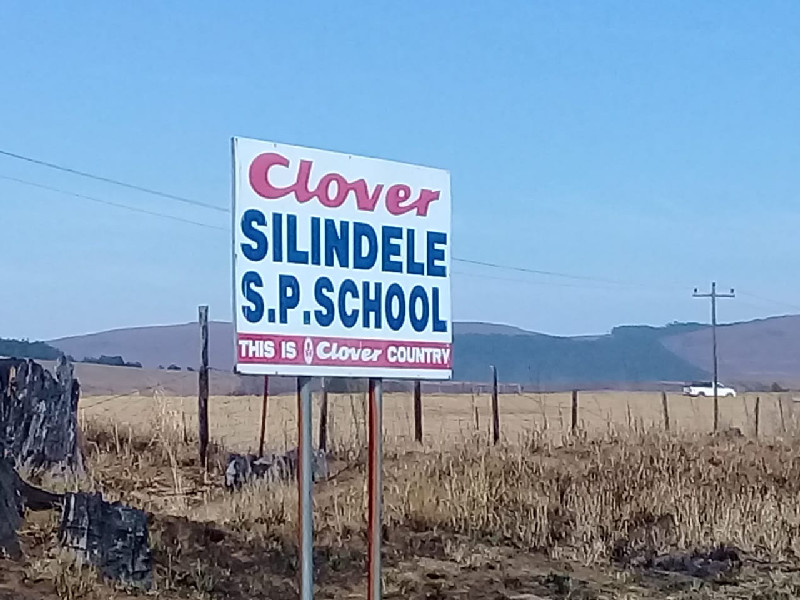 Clover
SILINDELE
S.P.SCHOOL
THIS IS Clover COUNTRY